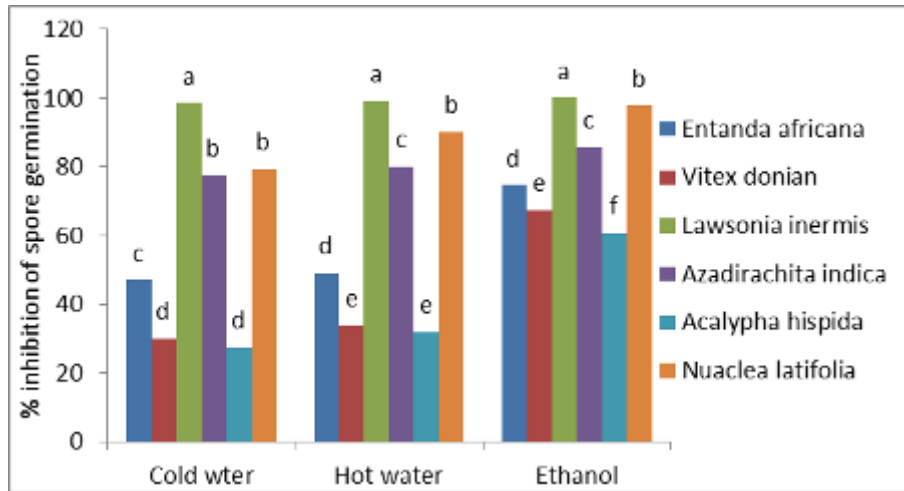 % inhibition of spore germination
120
100
80
60
40
20
0
c d a b d b
d e a c e b
d e a c f b
Cold wter
Hot water
Ethanol
Entanda africana
Vitex donian
Lawsonia inermis
Azadirachita indica
Acalypha hispida
Nuaclea latifolia